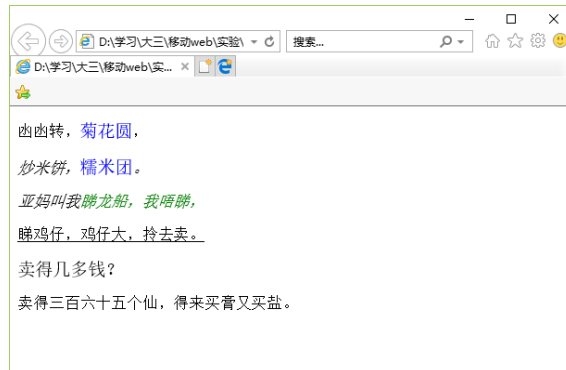 D:\学习\大三\移动web\实验\
搜索...
D:\学习\大三\移动web\实...
凼凼转，菊花圆，
炒米饼，糯米团。
亚妈叫我睇龙船，我唔睇，
睇鸡仔，鸡仔大，拎去卖。
卖得几多钱？
卖得三百六十五个仙，得来买膏又买盐。